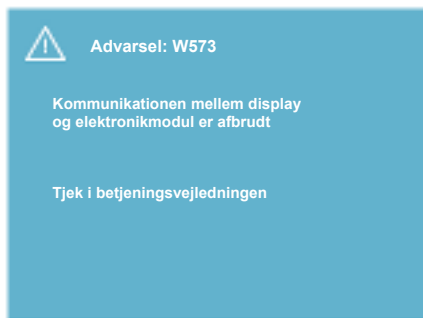 Advarsel: W573
Kommunikationen mellem display
og elektronikmodul er afbrudt
Tjek i betjeningsvejledningen